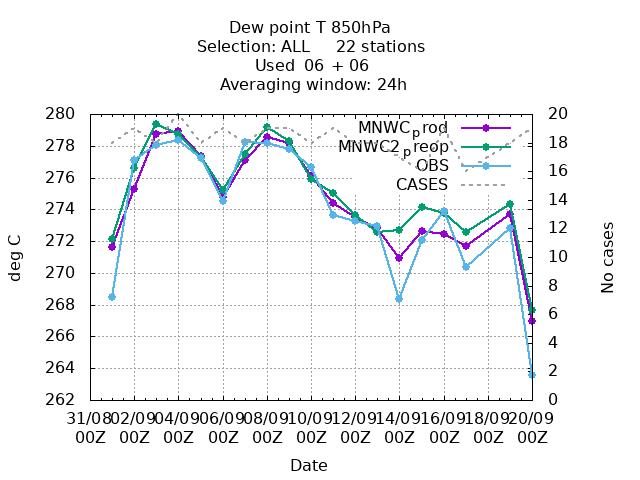 Dew point T 850hPa
Selection: ALL     22 stations
Used  06 + 06
Averaging window: 24h
280
278
276
274
272
270
268
266
264
262
deg C
20
18
16
14
12
10
8
6
4
2
0
No cases
MNWC_prod
MNWC2_preop
OBS
CASES
31/08 02/09 04/09 06/09 08/09 10/09 12/09 14/09 16/09 18/09 20/09
00Z 00Z 00Z 00Z 00Z 00Z 00Z 00Z 00Z 00Z 00Z
Date